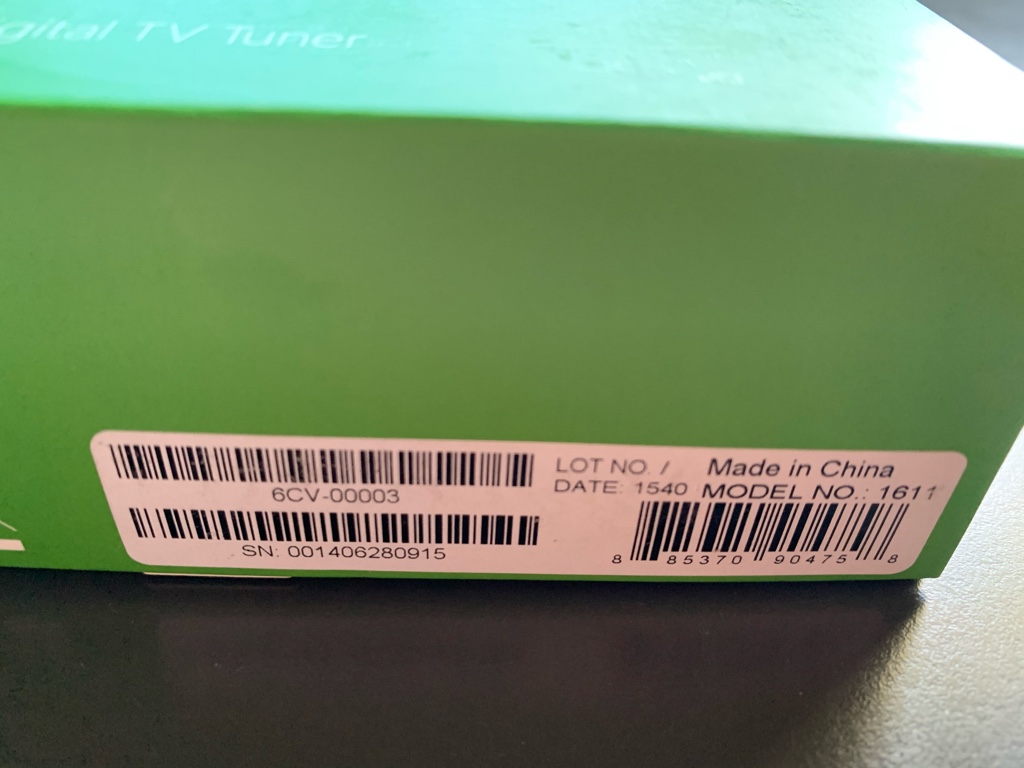 gital TV Tuner
6CV-00003
SN: 001406280915
LOT NO. / Made in China
DATE: 1540 MODEL NO.: 1611
8 85370 90475 8